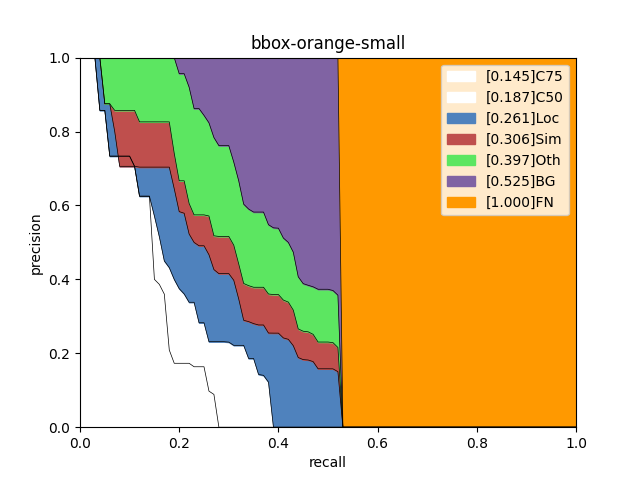 bbox-orange-small
1.0
0.8
0.6
0.4
0.2
0.0
precision
[0.145]C75
[0.187]C50
[0.261]Loc
[0.306]Sim
[0.397]Oth
[0.525]BG
[1.000]FN
0.0 0.2 0.4 0.6 0.8 1.0
recall